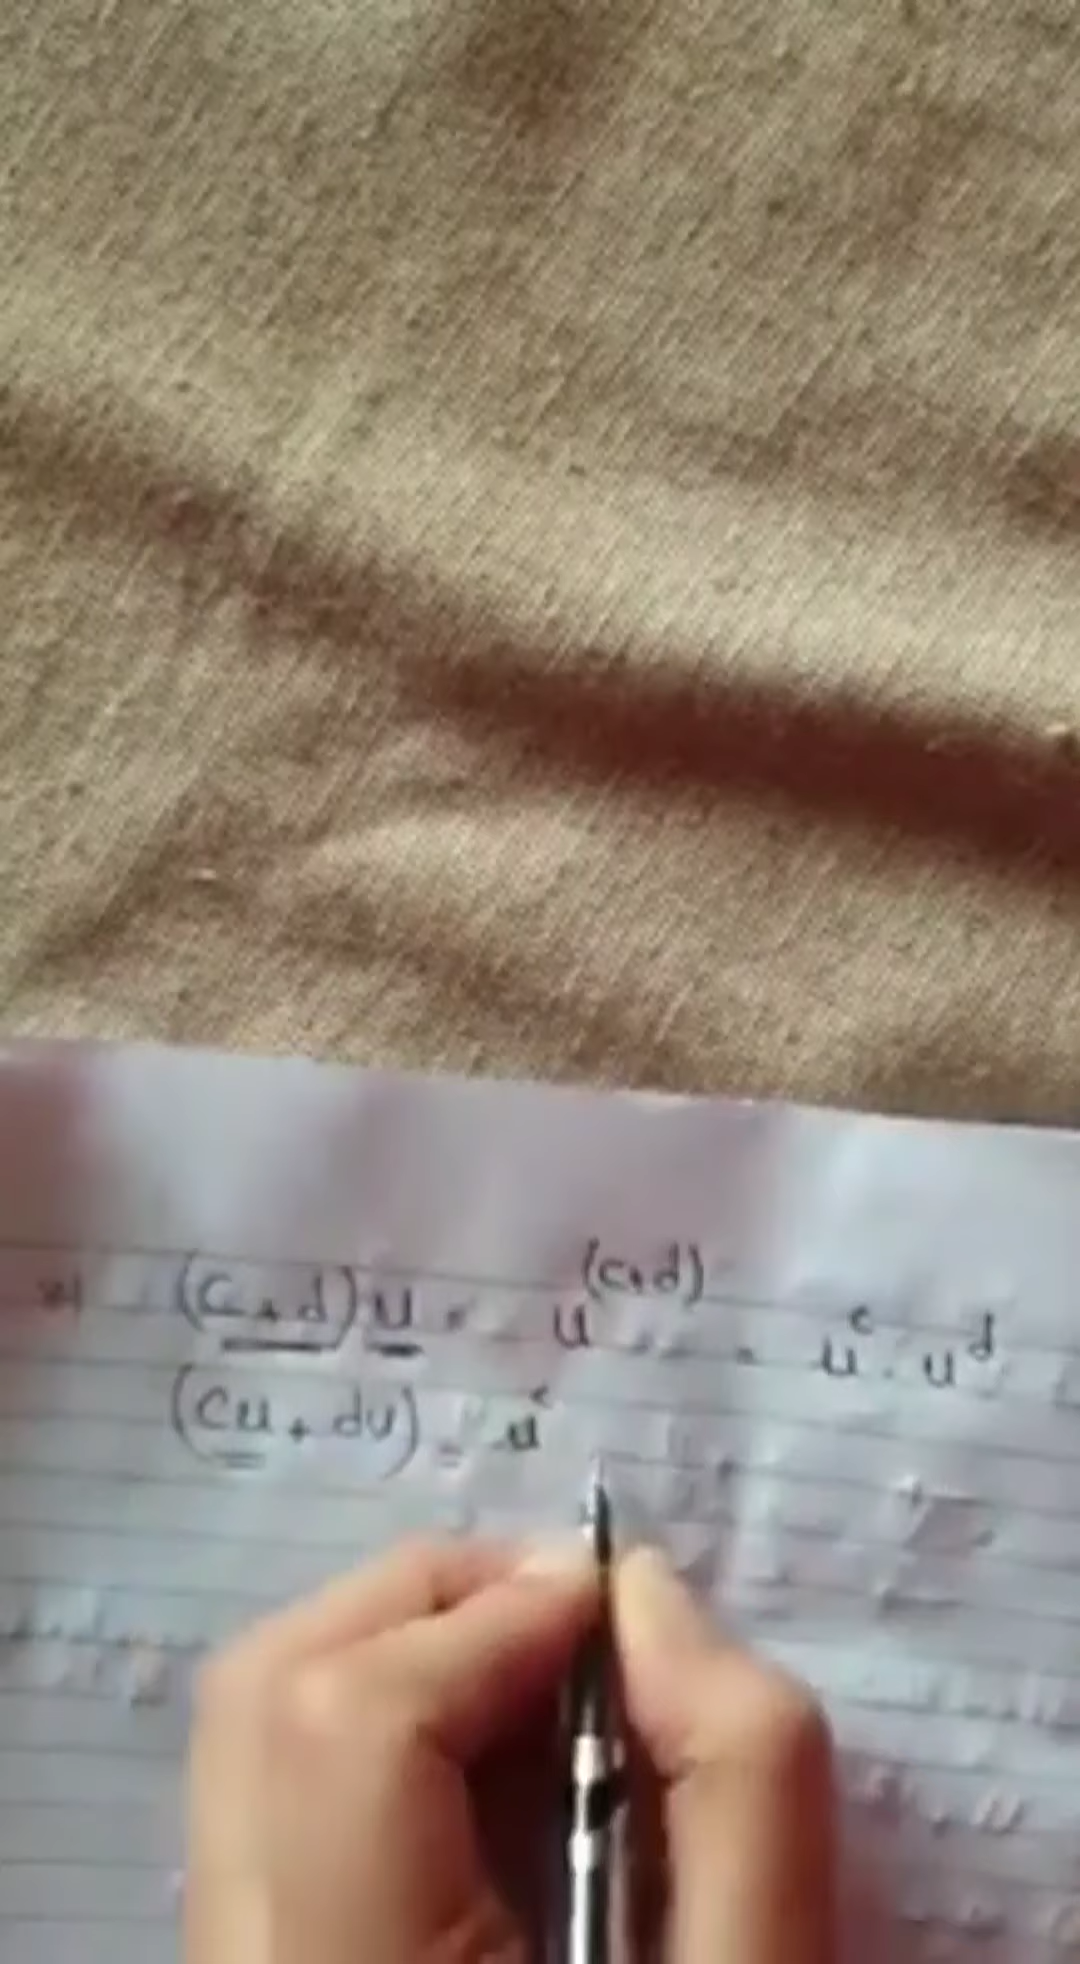 (c+d)u = u^(c+d) = u^c . u^d
(cu + du) = u^c